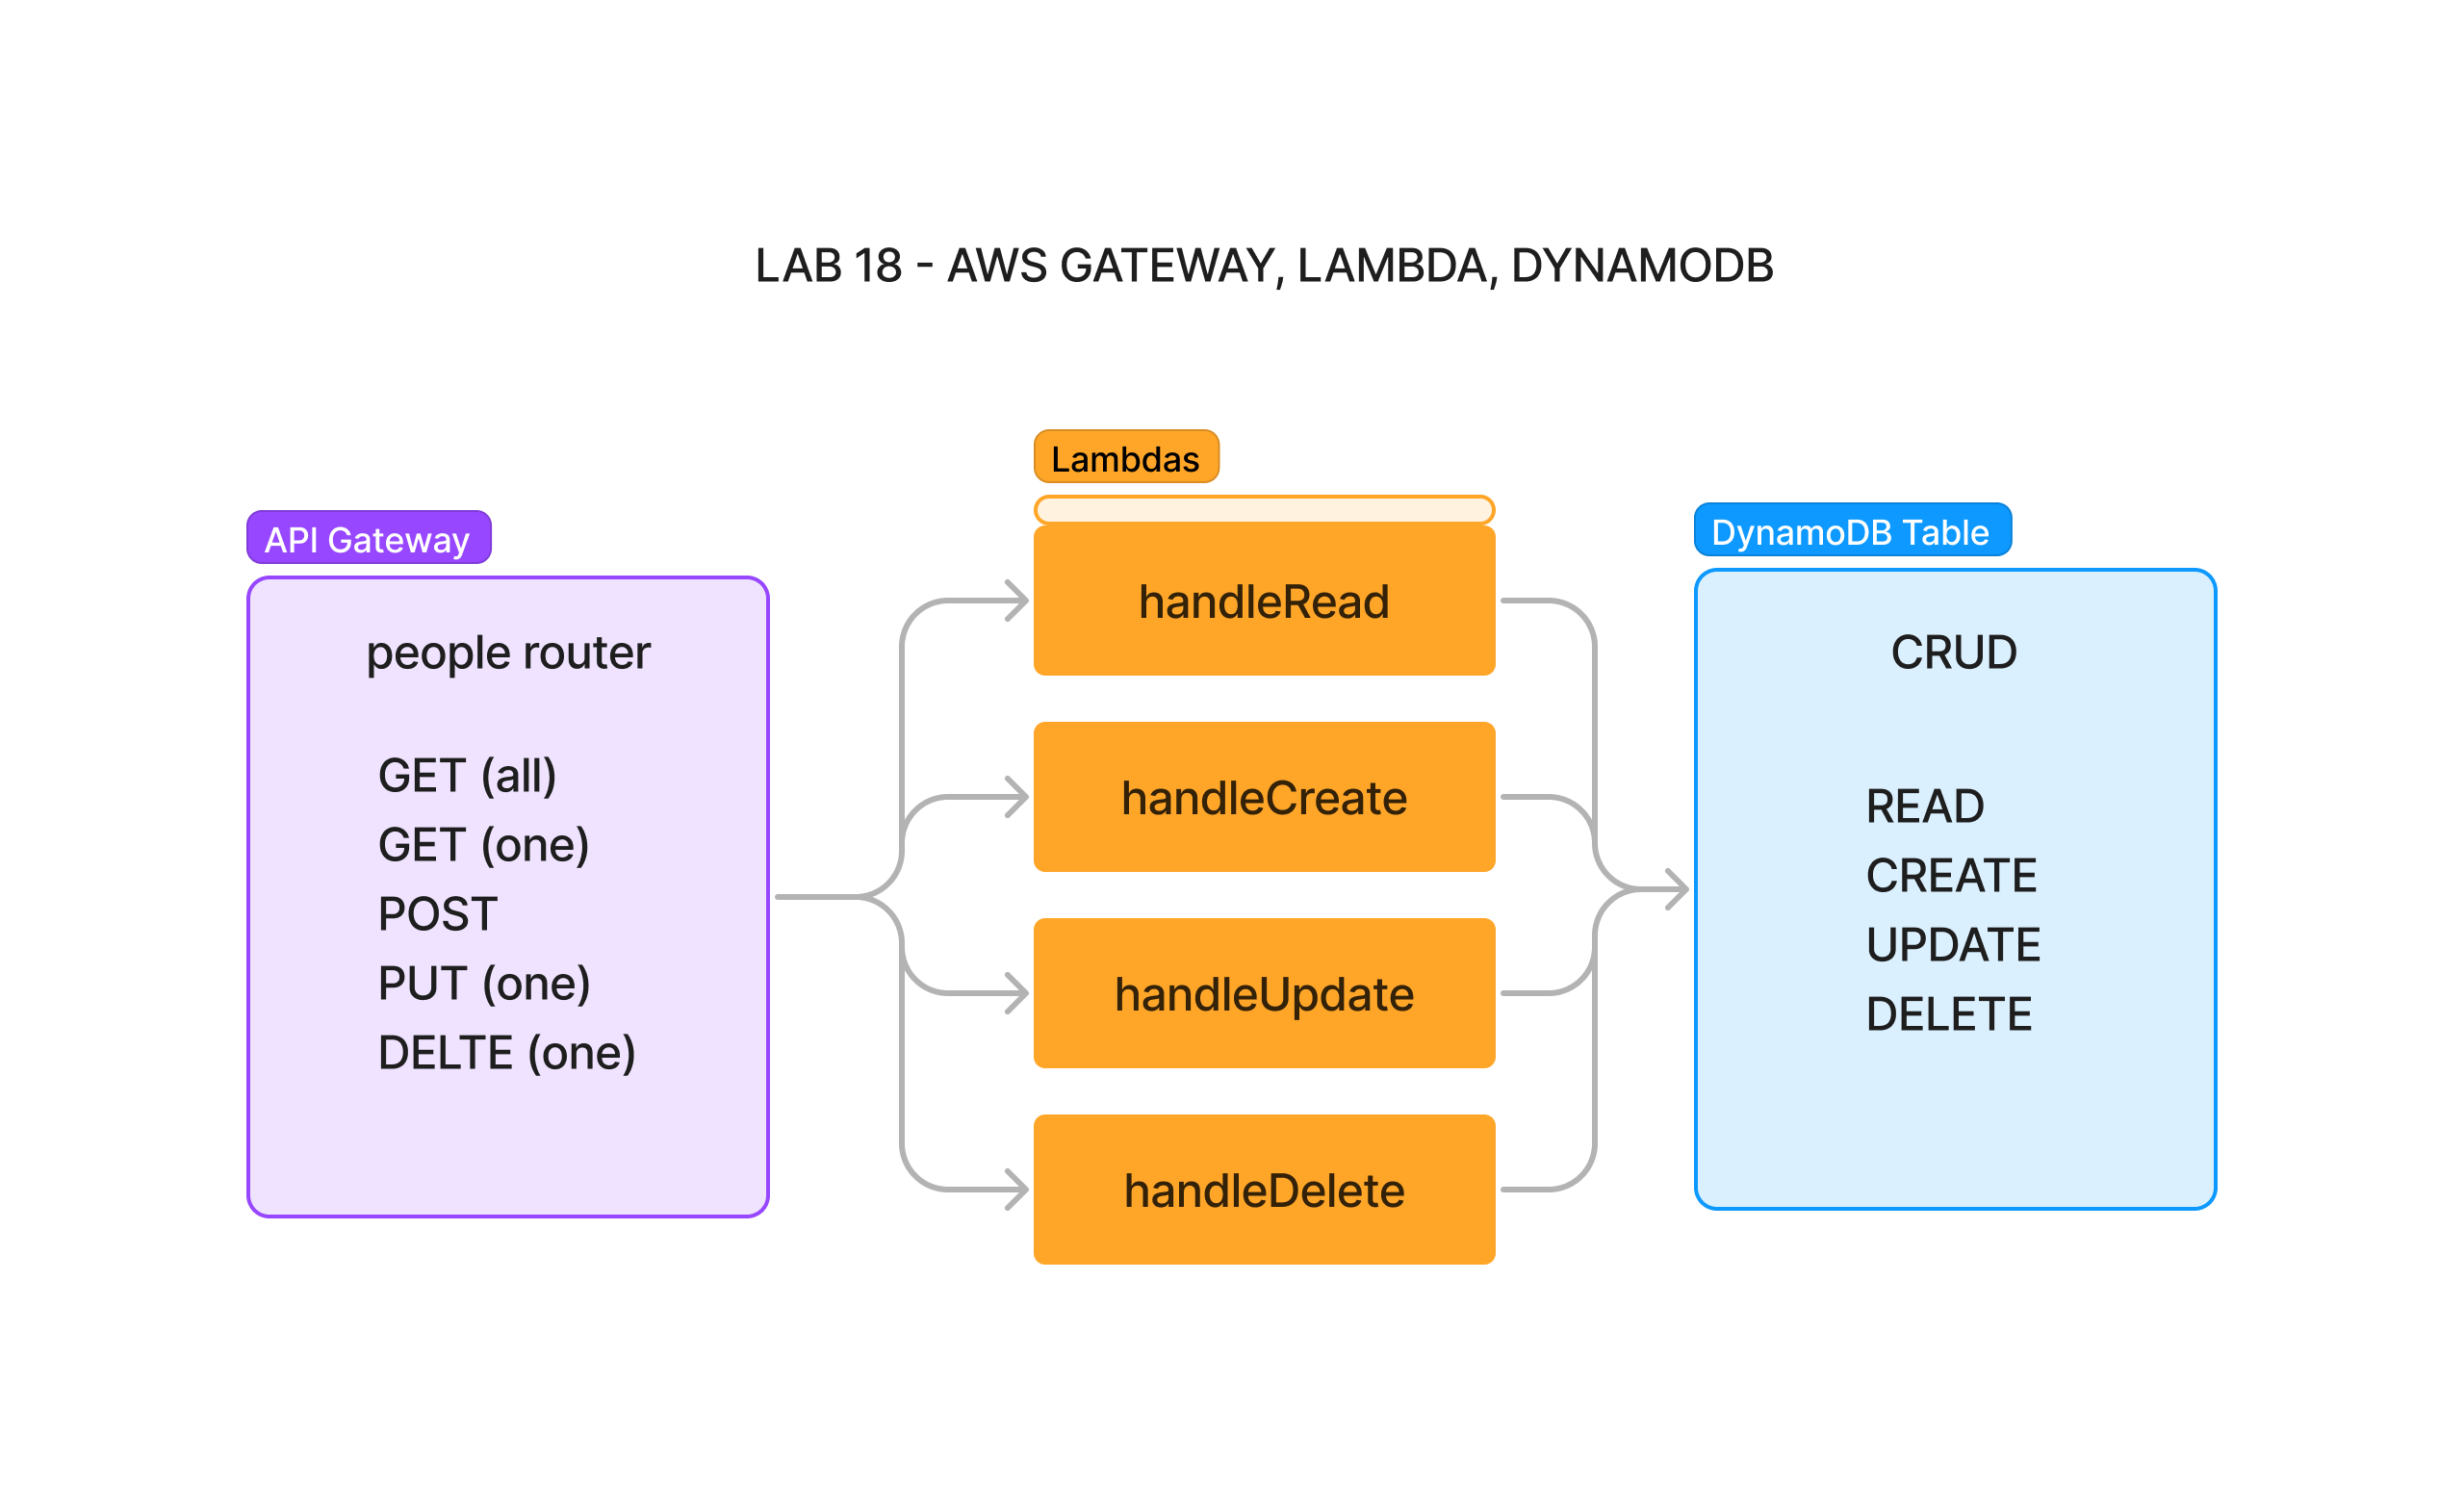 LAB 18 - AWS GATEWAY, LAMBDA, DYNAMODB
API Gateway
people router
GET (all)
GET (one)
POST
PUT (one)
DELTE (one)
Lambdas
handleRead
handleCreate
handleUpdate
handleDelete
DynamoDB Table
CRUD
READ
CREATE
UPDATE
DELETE